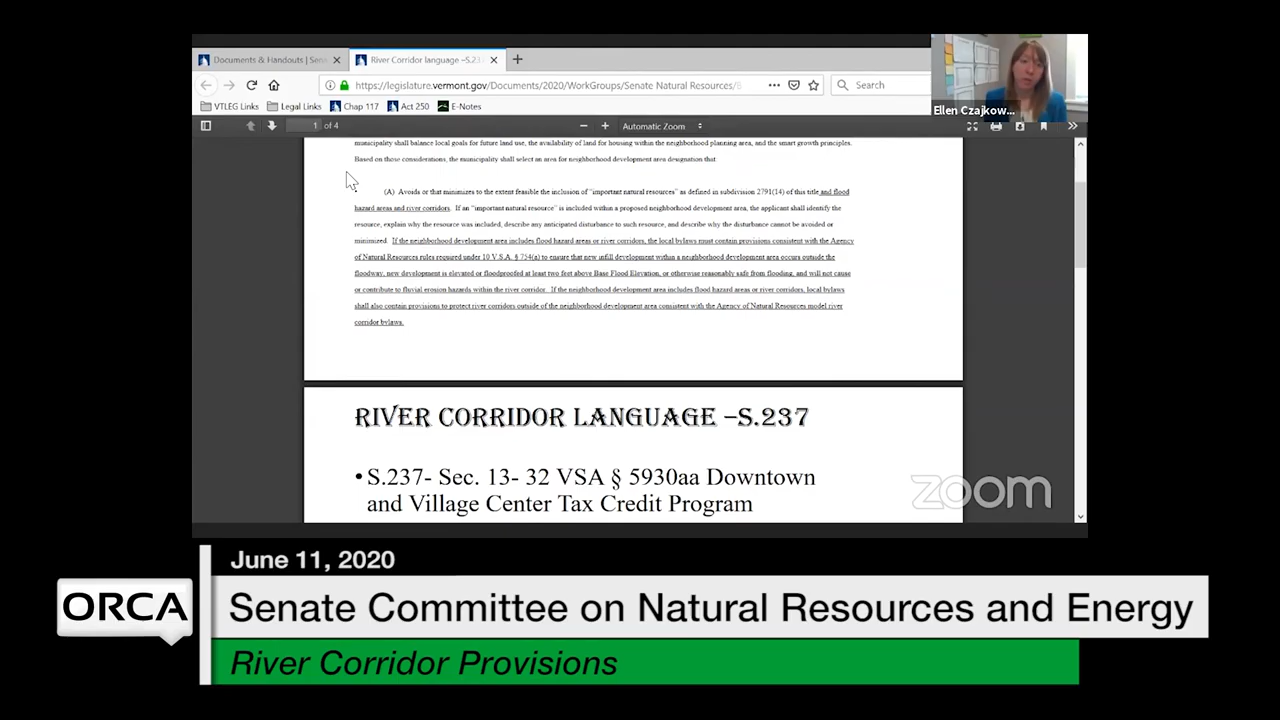 Documents & Handouts | Sen
River Corridor language –S.23
https://legislature.vermont.gov/Documents/2020/WorkGroups/Senate Natural Resources/
Search
VTLEG Links
Legal Links
Chap 117
Act 250
E-Notes
Ellen Czajkow...
1 of 4
Automatic Zoom
municipality shall balance local goals for future land use, the availability of land for housing within the neighborhood planning area, and the smart growth principles.
Based on those considerations, the municipality shall select an area for neighborhood development area designation that
(A) Avoids or that minimizes to the extent feasible the inclusion of “important natural resources” as defined in subdivision 2791(14) of this title and flood
hazard areas and river corridors. If an “important natural resource” is included within a proposed neighborhood development area, the applicant shall identify the
resource, explain why the resource was included, describe any anticipated disturbance to such resource, and describe why the disturbance cannot be avoided or
minimized. If the neighborhood development area includes flood hazard areas or river corridors, the local bylaws must contain provisions consistent with the Agency
of Natural Resources rules required under 10 V.S.A. § 754(a) to ensure that new infill development within a neighborhood development area occurs outside the
floodway, new development is elevated or floodproofed at least two feet above Base Flood Elevation, or otherwise reasonably safe from flooding, and will not cause
or contribute to fluvial erosion hazards within the river corridor. If the neighborhood development area includes flood hazard areas or river corridors, local bylaws
shall also contain provisions to protect river corridors outside of the neighborhood development area consistent with the Agency of Natural Resources model river
corridor bylaws.
RIVER CORRIDOR LANGUAGE –S.237
• S.237- Sec. 13- 32 VSA § 5930aa Downtown
and Village Center Tax Credit Program
zoom
June 11, 2020
ORCA
Senate Committee on Natural Resources and Energy
River Corridor Provisions